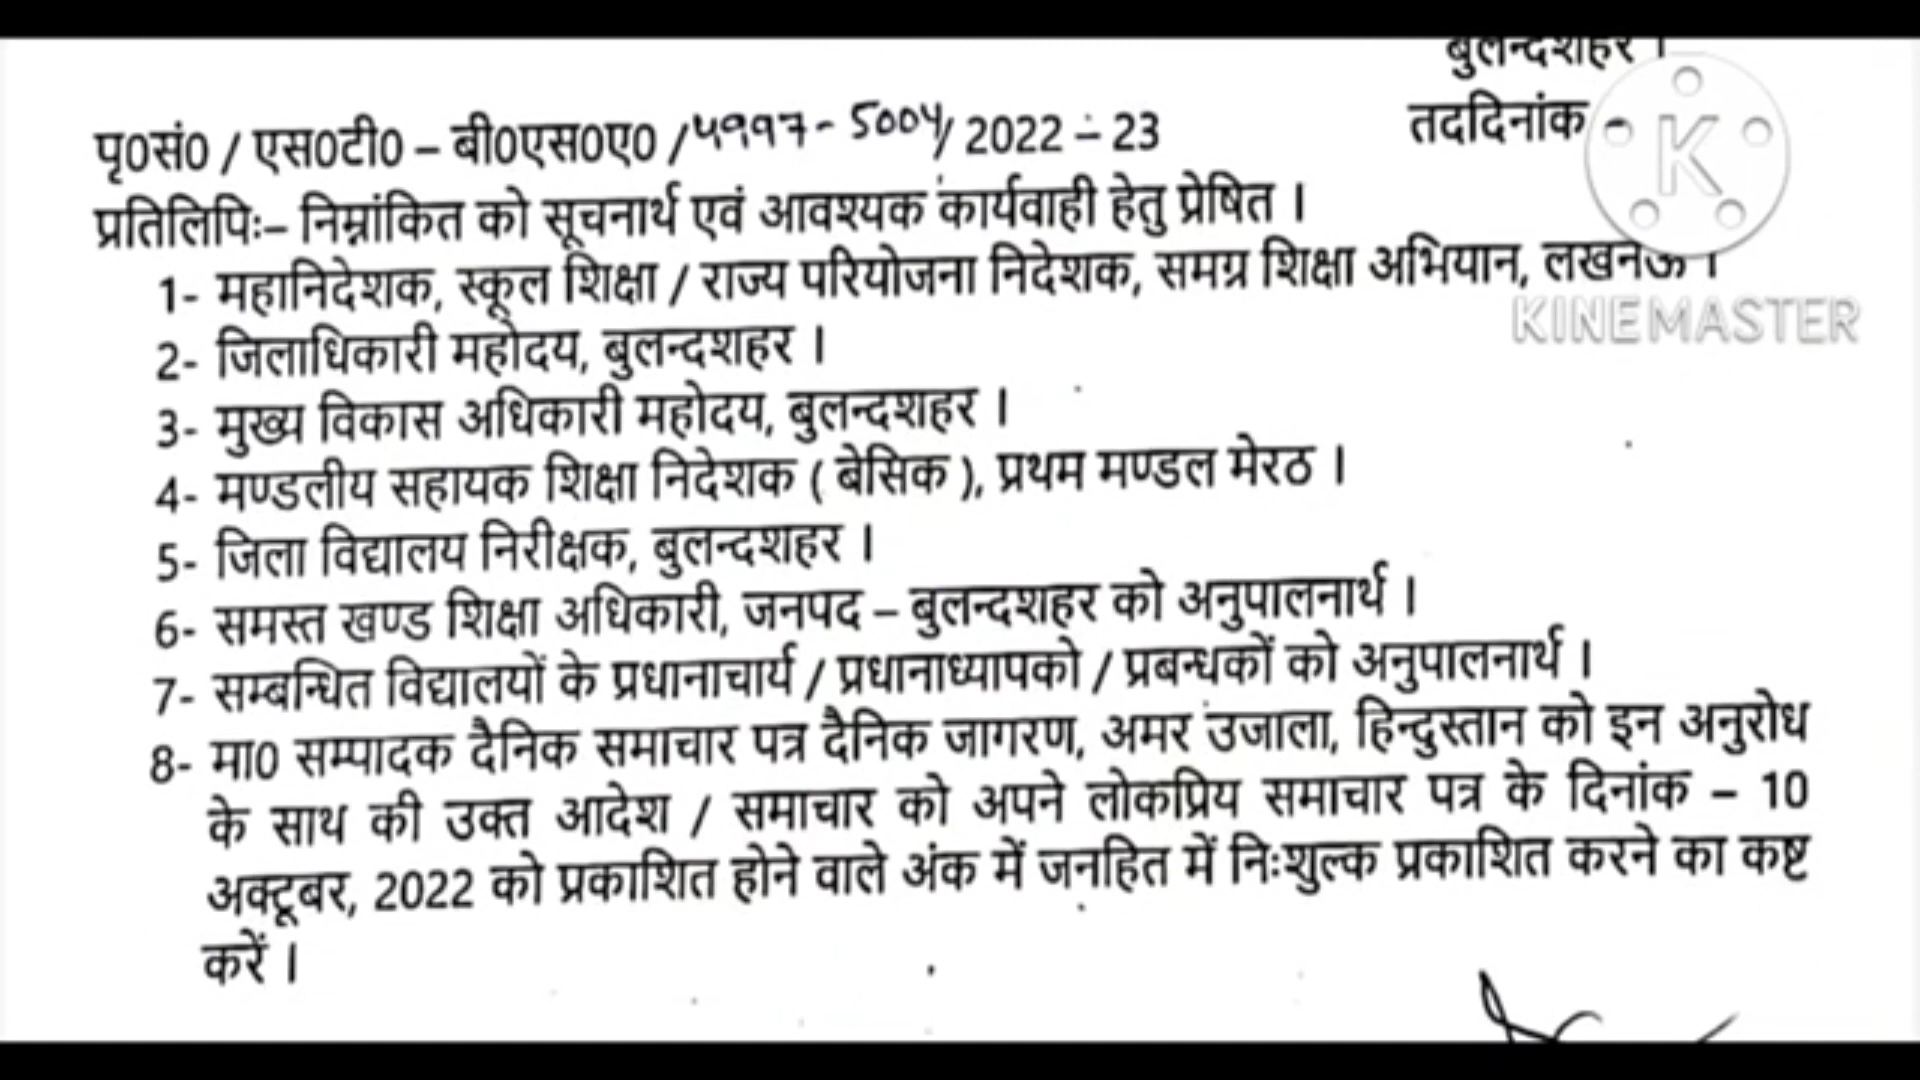 बुलन्दशहर ।
पृ0सं0 / एस0टी0 – बी0एस0ए0 / 4997- 5004/ 2022 – 23 तददिनांक –
प्रतिलिपिः– निम्नांकित को सूचनार्थ एवं आवश्यक कार्यवाही हेतु प्रेषित ।
1- महानिदेशक, स्कूल शिक्षा / राज्य परियोजना निदेशक, समग्र शिक्षा अभियान, लखनऊ ।
KINEMASTER
2- जिलाधिकारी महोदय, बुलन्दशहर ।
3- मुख्य विकास अधिकारी महोदय, बुलन्दशहर ।
4- मण्डलीय सहायक शिक्षा निदेशक ( बेसिक ), प्रथम मण्डल मेरठ ।
5- जिला विद्यालय निरीक्षक, बुलन्दशहर ।
6- समस्त खण्ड शिक्षा अधिकारी, जनपद – बुलन्दशहर को अनुपालनार्थ ।
7- सम्बन्धित विद्यालयों के प्रधानाचार्य / प्रधानाध्यापको / प्रबन्धकों को अनुपालनार्थ ।
8- मा0 सम्पादक दैनिक समाचार पत्र दैनिक जागरण, अमर उजाला, हिन्दुस्तान को इन अनुरोध
के साथ की उक्त आदेश / समाचार को अपने लोकप्रिय समाचार पत्र के दिनांक – 10
अक्टूबर, 2022 को प्रकाशित होने वाले अंक में जनहित में निःशुल्क प्रकाशित करने का कष्ट
करें ।